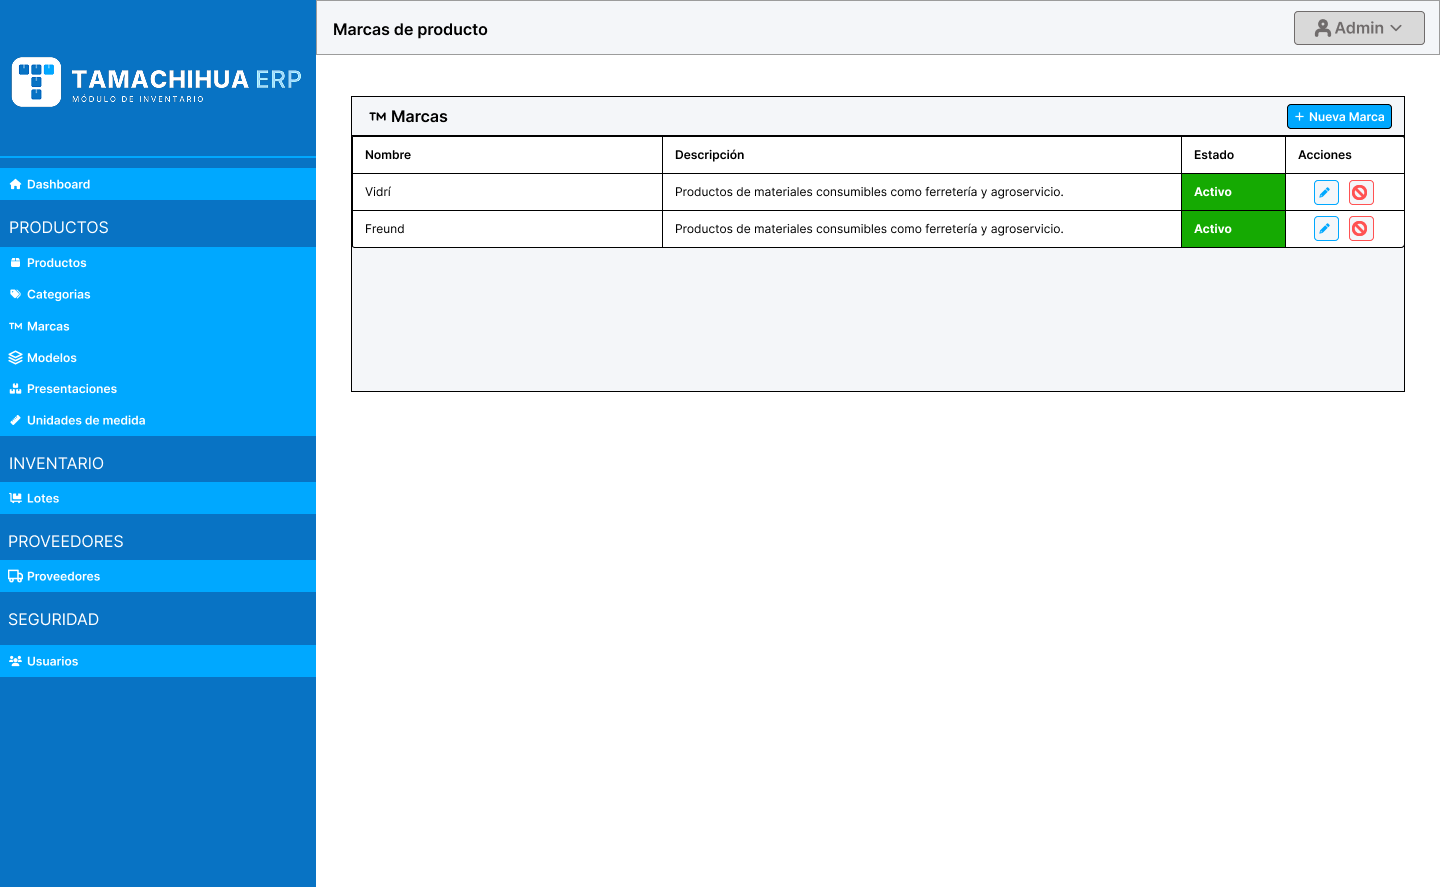 TAMACHIHUA ERP
MÓDULO DE INVENTARIO
Dashboard
PRODUCTOS
Productos
Categorias
TM Marcas
Modelos
Presentaciones
Unidades de medida
INVENTARIO
Lotes
PROVEEDORES
Proveedores
SEGURIDAD
Usuarios
Marcas de producto
Admin
TM Marcas
+ Nueva Marca
Nombre Descripción Estado Acciones
Vidrí Productos de materiales consumibles como ferretería y agroservicio. Activo
Freund Productos de materiales consumibles como ferretería y agroservicio. Activo